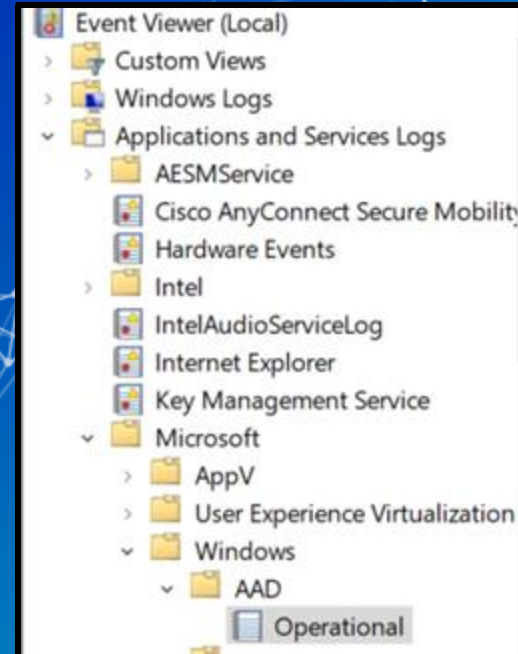 Event Viewer (Local)
Custom Views
Windows Logs
Applications and Services Logs
AESMService
Cisco AnyConnect Secure Mobility
Hardware Events
Intel
IntelAudioServiceLog
Internet Explorer
Key Management Service
Microsoft
AppV
User Experience Virtualization
Windows
AAD
Operational